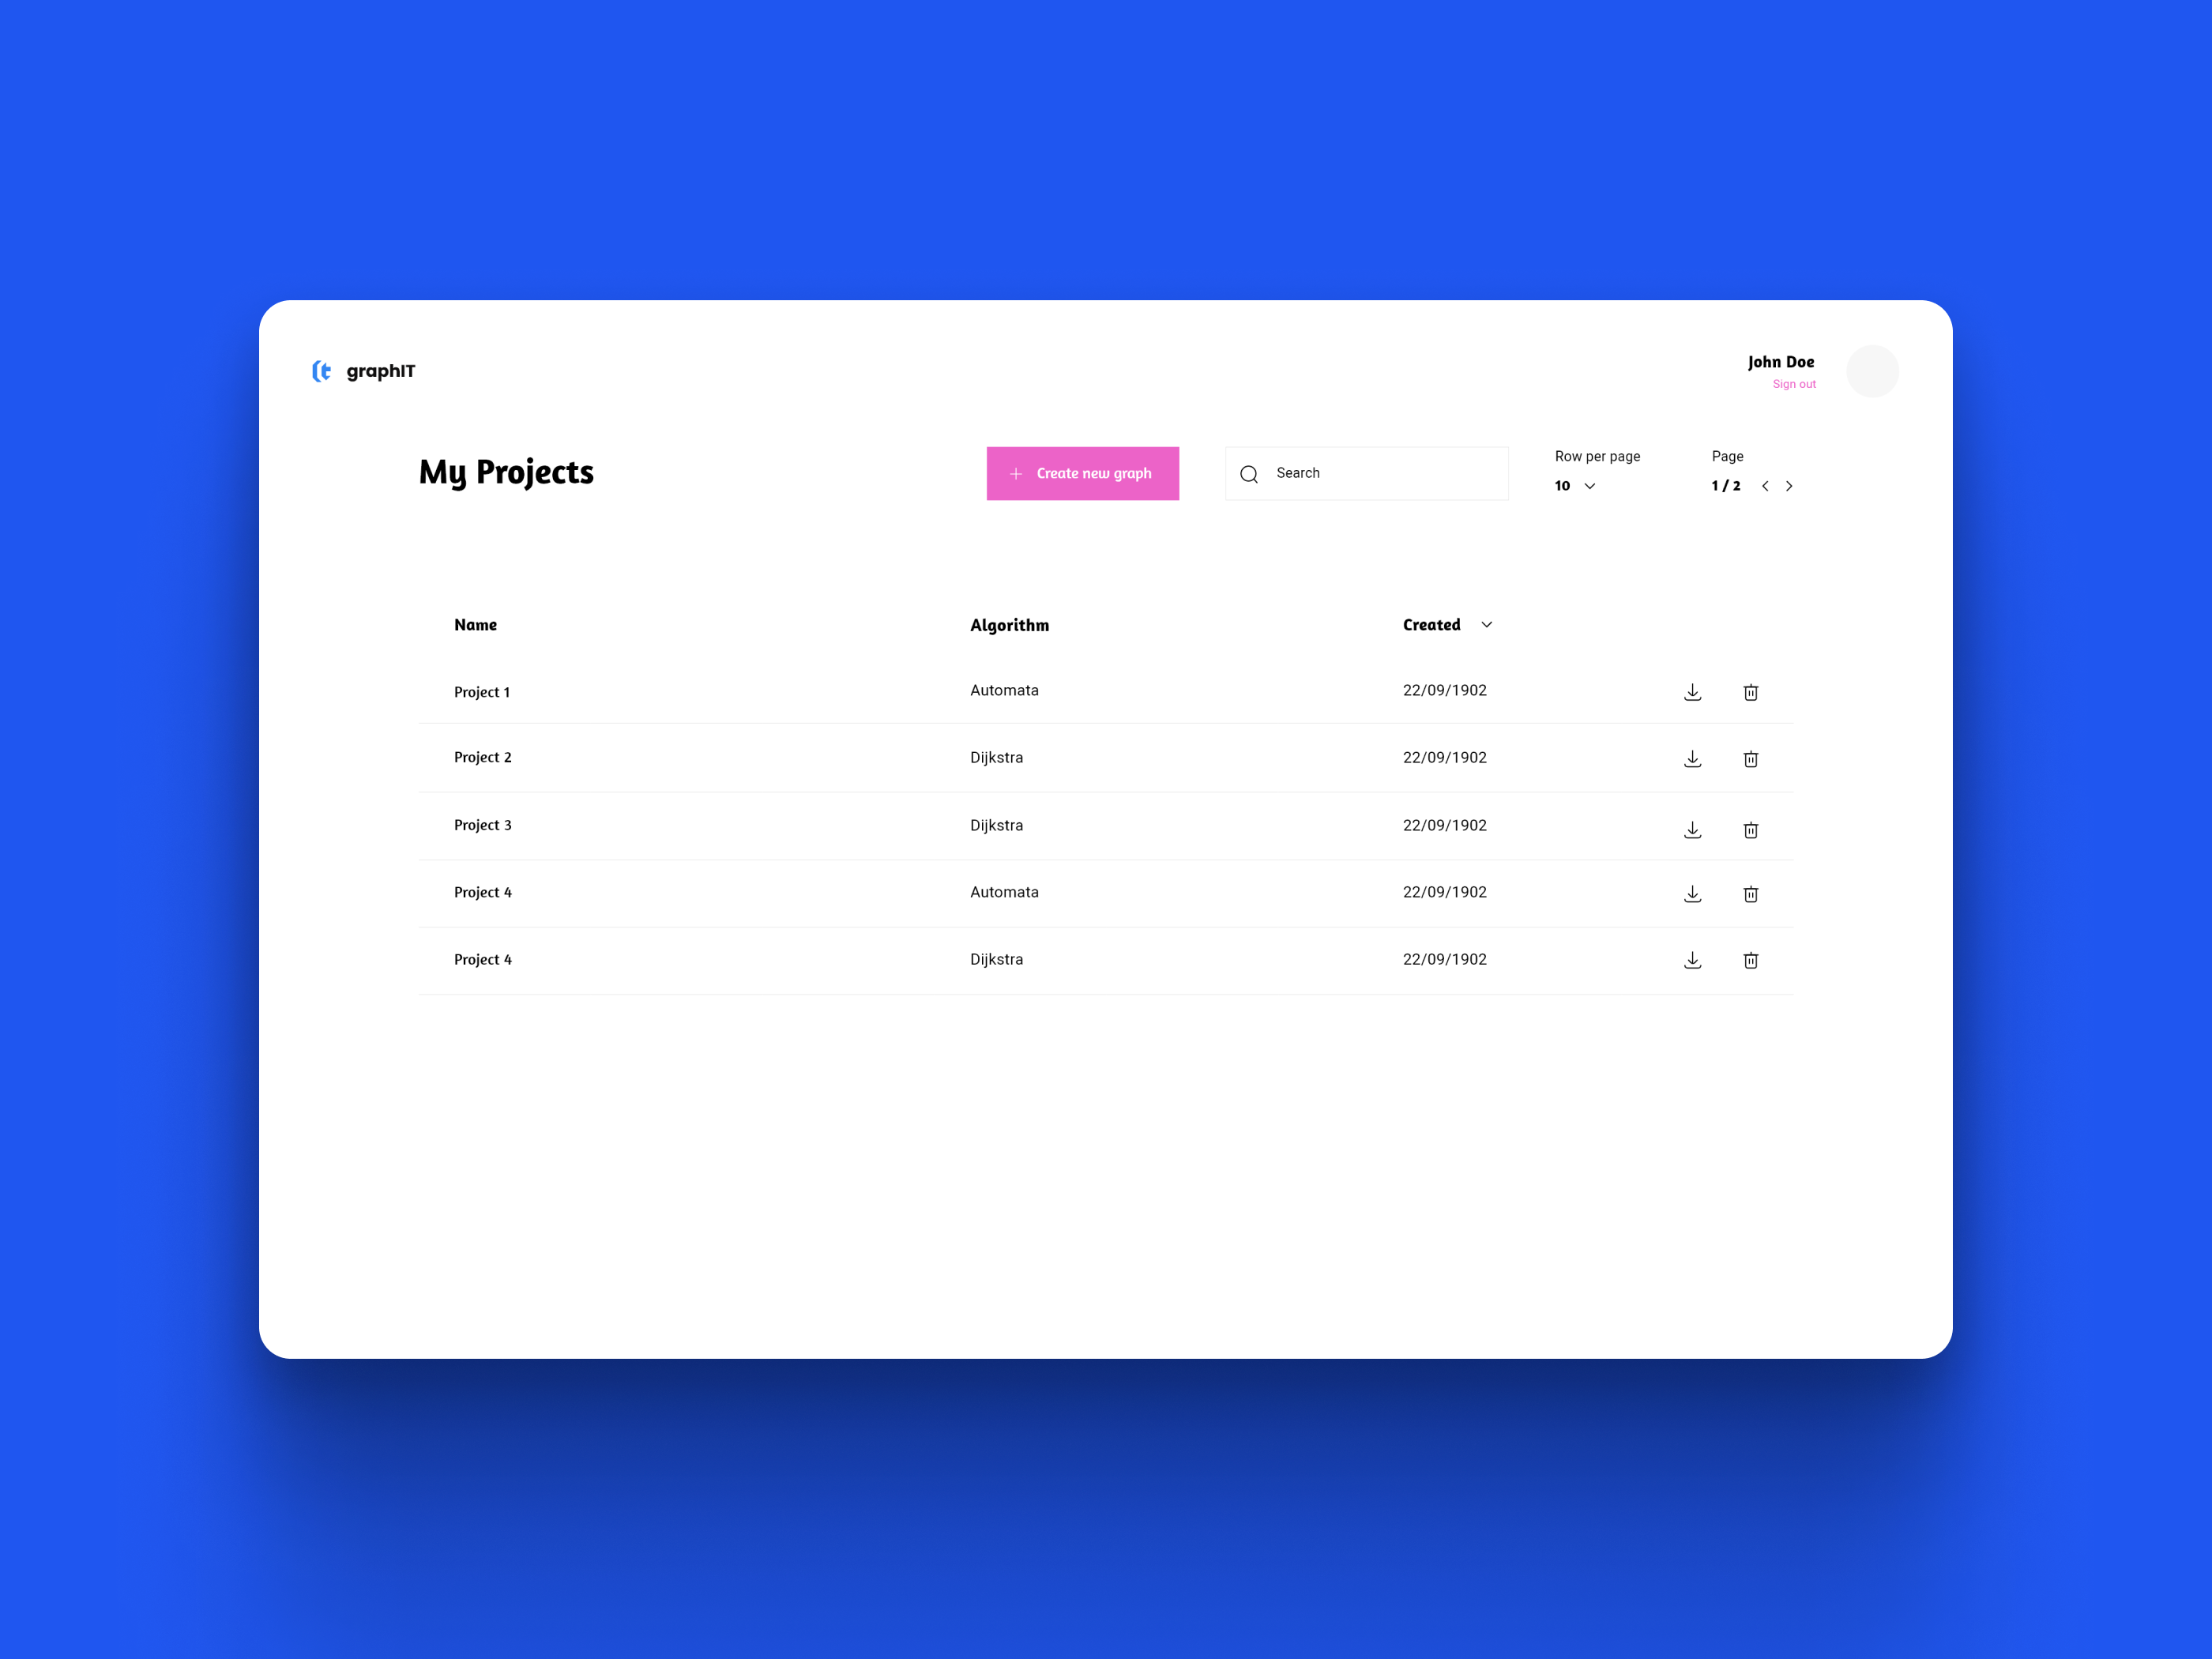 graphIT
John Doe
Sign out
My Projects
Create new graph
Search
Row per page
10
Page
1 / 2
Name Algorithm Created
Project 1 Automata 22/09/1902
Project 2 Dijkstra 22/09/1902
Project 3 Dijkstra 22/09/1902
Project 4 Automata 22/09/1902
Project 4 Dijkstra 22/09/1902